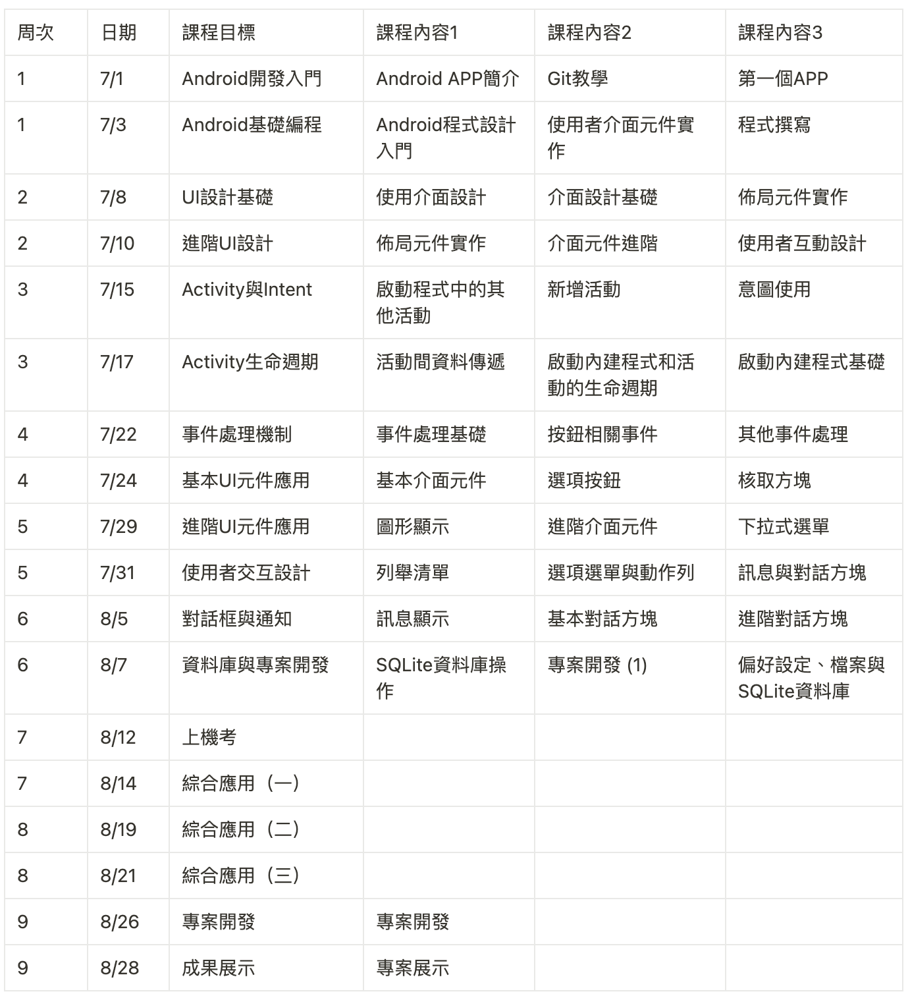 周次 日期 課程目標 課程內容1 課程內容2 課程內容3
1 7/1 Android開發入門 Android APP簡介 Git教學 第一個APP
1 7/3 Android基礎編程 Android程式設計 使用者介面元件實 程式撰寫
入門 作
2 7/8 UI設計基礎 使用介面設計 介面設計基礎 佈局元件實作
2 7/10 進階UI設計 佈局元件實作 介面元件進階 使用者互動設計
3 7/15 Activity與Intent 啟動程式中的其 新增活動 意圖使用
他活動
3 7/17 Activity生命週期 活動間資料傳遞 啟動內建程式和活 啟動內建程式基礎
動的生命週期
4 7/22 事件處理機制 事件處理基礎 按鈕相關事件 其他事件處理
4 7/24 基本UI元件應用 基本介面元件 選項按鈕 核取方塊
5 7/29 進階UI元件應用 圖形顯示 進階介面元件 下拉式選單
5 7/31 使用者交互設計 列舉清單 選項選單與動作列 訊息與對話方塊
6 8/5 對話框與通知 訊息顯示 基本對話方塊 進階對話方塊
6 8/7 資料庫與專案開發 SQLite資料庫操 專案開發 (1) 偏好設定、檔案與
作 SQLite資料庫
7 8/12 上機考
7 8/14 綜合應用（一）
8 8/19 綜合應用（二）
8 8/21 綜合應用（三）
9 8/26 專案開發 專案開發
9 8/28 成果展示 專案展示